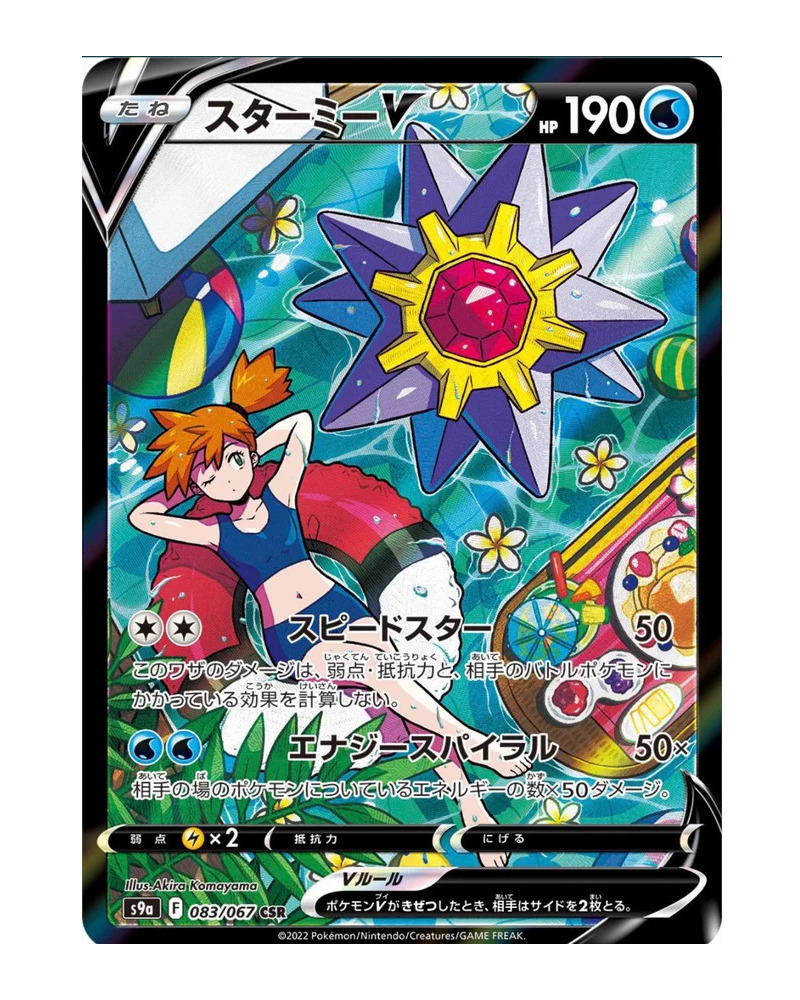 たね スターミーV HP 190
スピードスター 50
このワザのダメージは、弱点・抵抗力と、相手のバトルポケモンに
かかっている効果を計算しない。
エナジースパイラル 50×
相手の場のポケモンについているエネルギーの数×50ダメージ。
弱点 ×2 抵抗力 にげる
Illus.Akira Komayama
Vルール
ポケモンVがきぜつしたとき、相手はサイドを2枚とる。
s9a F 083/067 CSR
©2022 Pokémon/Nintendo/Creatures/GAME FREAK.